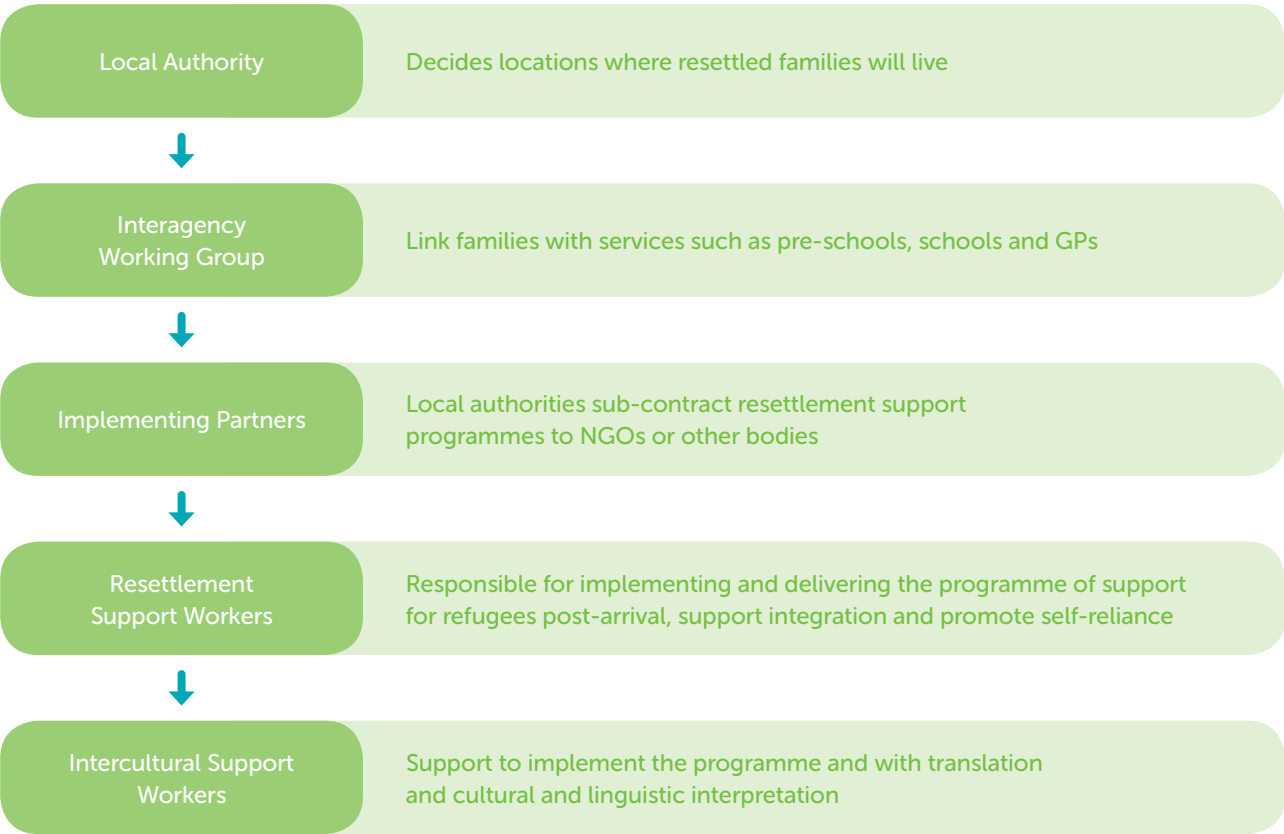 Local Authority
Decides locations where resettled families will live
Interagency
Working Group
Link families with services such as pre-schools, schools and GPs
Implementing Partners
Local authorities sub-contract resettlement support
programmes to NGOs or other bodies
Resettlement
Support Workers
Responsible for implementing and delivering the programme of support
for refugees post-arrival, support integration and promote self-reliance
Intercultural Support
Workers
Support to implement the programme and with translation
and cultural and linguistic interpretation